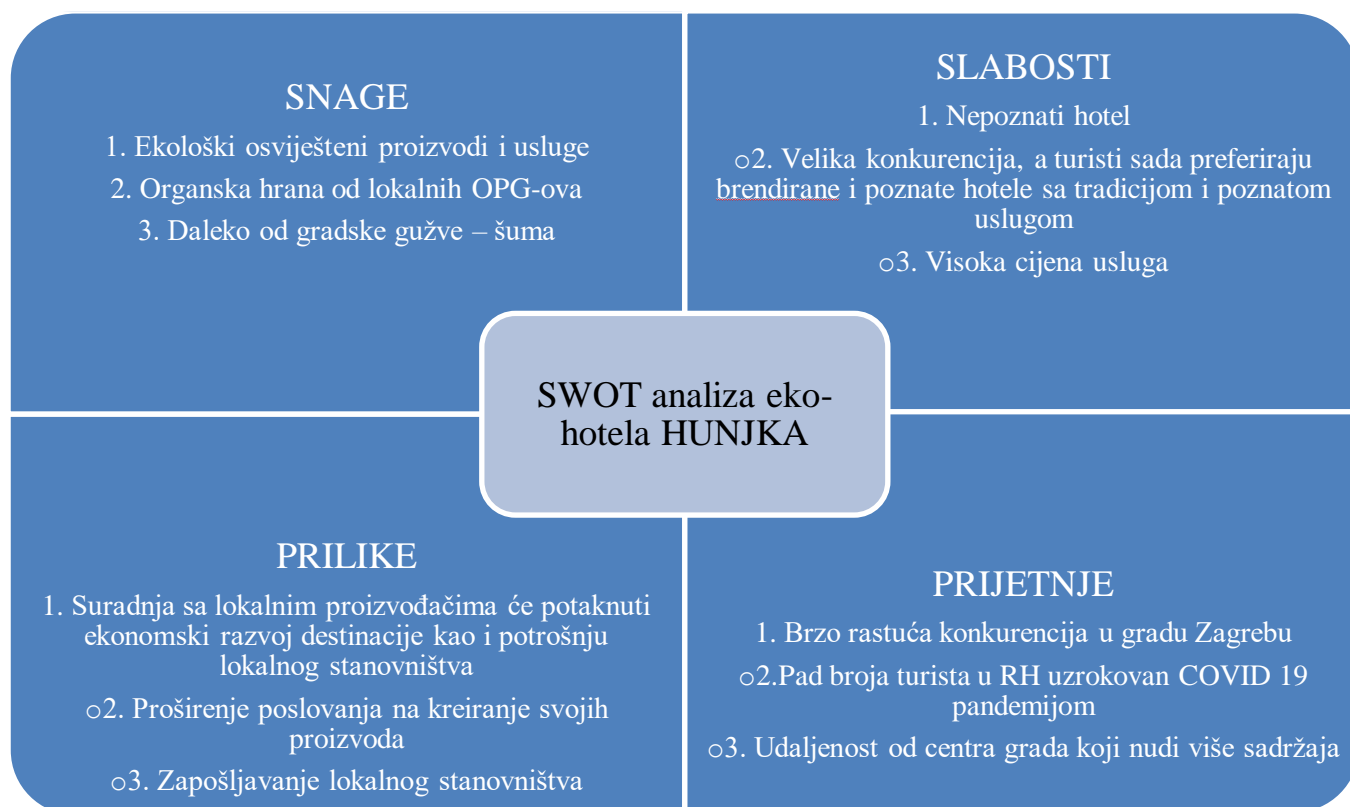 SNAGE
1. Ekološki osviješteni proizvodi i usluge
2. Organska hrana od lokalnih OPG-ova
3. Daleko od gradske gužve – šuma
SLABOSTI
1. Nepoznati hotel
o2. Velika konkurencija, a turisti sada preferiraju
brendirane i poznate hotele sa tradicijom i poznatom
uslugom
o3. Visoka cijena usluga
SWOT analiza eko-
hotela HUNJKA
PRILIKE
1. Suradnja sa lokalnim proizvođačima će potaknuti
ekonomski razvoj destinacije kao i potrošnju
lokalnog stanovništva
o2. Proširenje poslovanja na kreiranje svojih
proizvoda
o3. Zapošljavanje lokalnog stanovništva
PRIJETNJE
1. Brzo rastuća konkurencija u gradu Zagrebu
o2.Pad broja turista u RH uzrokovan COVID 19
pandemijom
o3. Udaljenost od centra grada koji nudi više sadržaja